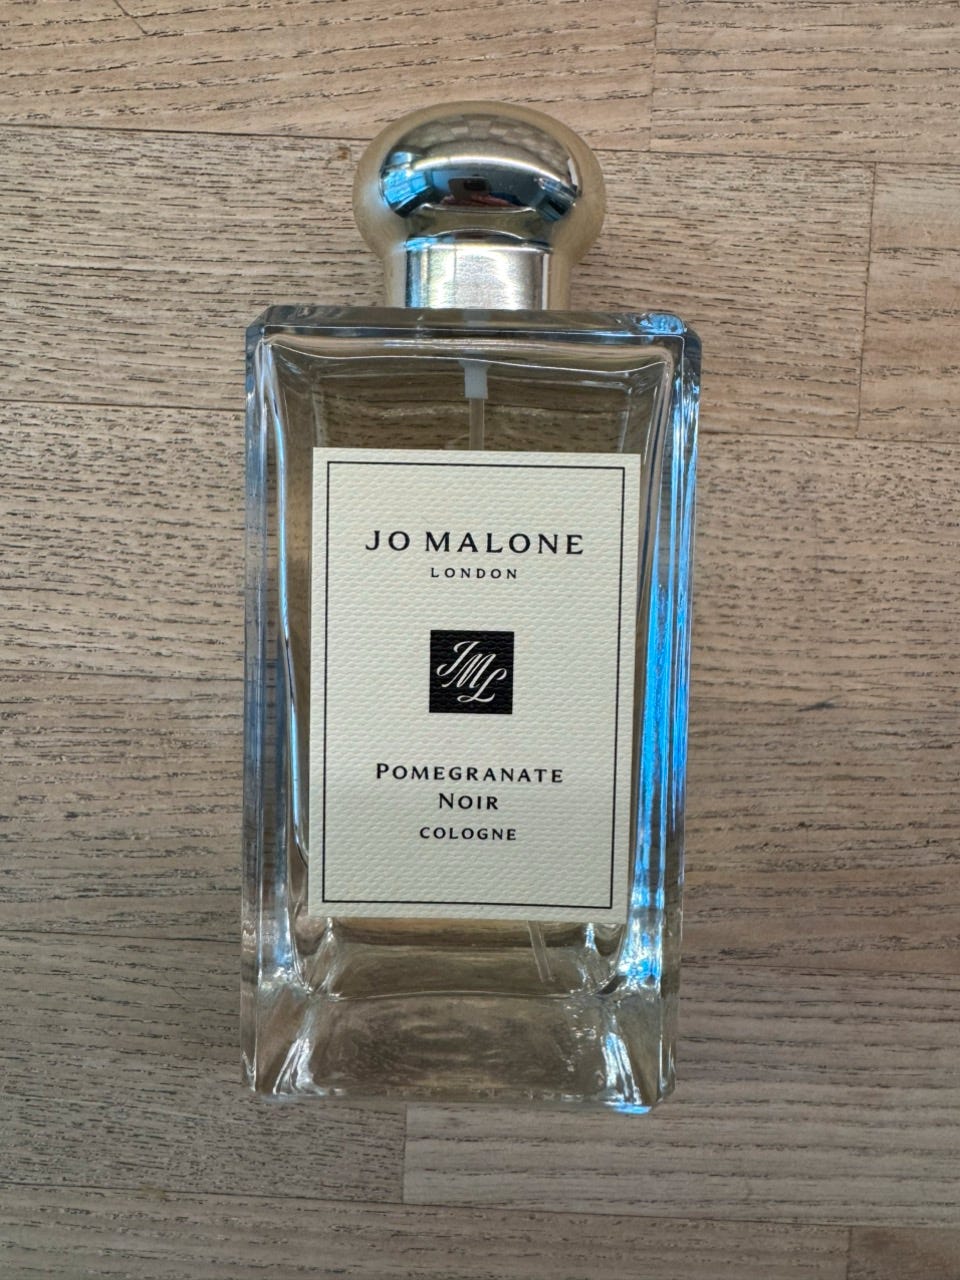 JO MALONE
LONDON
JML
POMEGRANATE
NOIR
COLOGNE